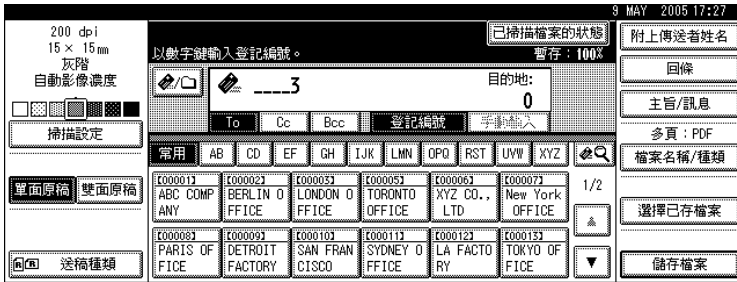 9 MAY 2005 17:27
200 dpi
15 × 15㎜
灰階
自動影像濃度
掃描設定
單面原稿 雙面原稿
送稿種類
已掃描檔案的狀態
以數字鍵輸入登記編號。 暫存：100%
____3 目的地:
0
To Cc Bcc 登記編號 手動輸入
常用 AB CD EF GH IJK LMN OPQ RST UVW XYZ
[00001] [00002] [00003] [00005] [00006] [00007]
ABC COMP BERLIN O LONDON O TORONTO XYZ CO., New York
ANY FFICE FFICE OFFICE LTD OFFICE
1/2
[00008] [00009] [00010] [00011] [00012] [00013]
PARIS OF DETROIT SAN FRAN SYDNEY O LA FACTO TOKYO OF
FICE FACTORY CISCO FFICE RY FICE
附上傳送者姓名
回條
主旨/訊息
多頁：PDF
檔案名稱/種類
選擇已存檔案
儲存檔案